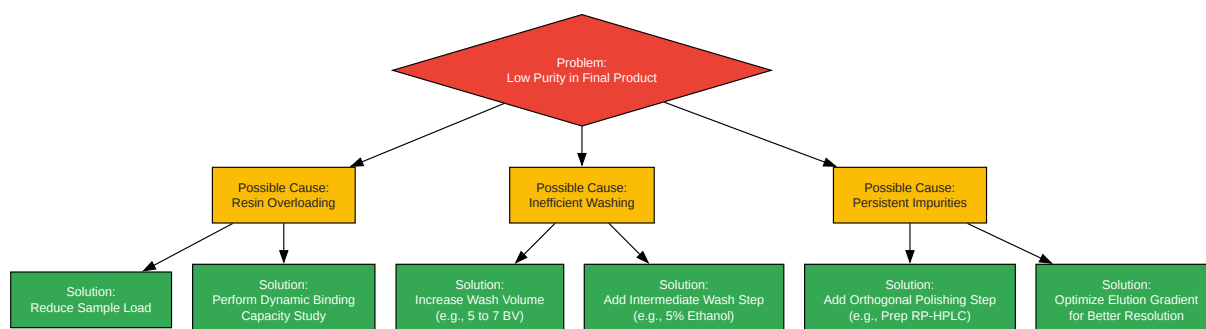 Problem:
Low Purity in Final Product
Possible Cause:
Resin Overloading
Possible Cause:
Inefficient Washing
Possible Cause:
Persistent Impurities
Solution:
Reduce Sample Load
Solution:
Perform Dynamic Binding
Capacity Study
Solution:
Increase Wash Volume
(e.g., 5 to 7 BV)
Solution:
Add Intermediate Wash Step
(e.g., 5% Ethanol)
Solution:
Add Orthogonal Polishing Step
(e.g., Prep RP-HPLC)
Solution:
Optimize Elution Gradient
for Better Resolution